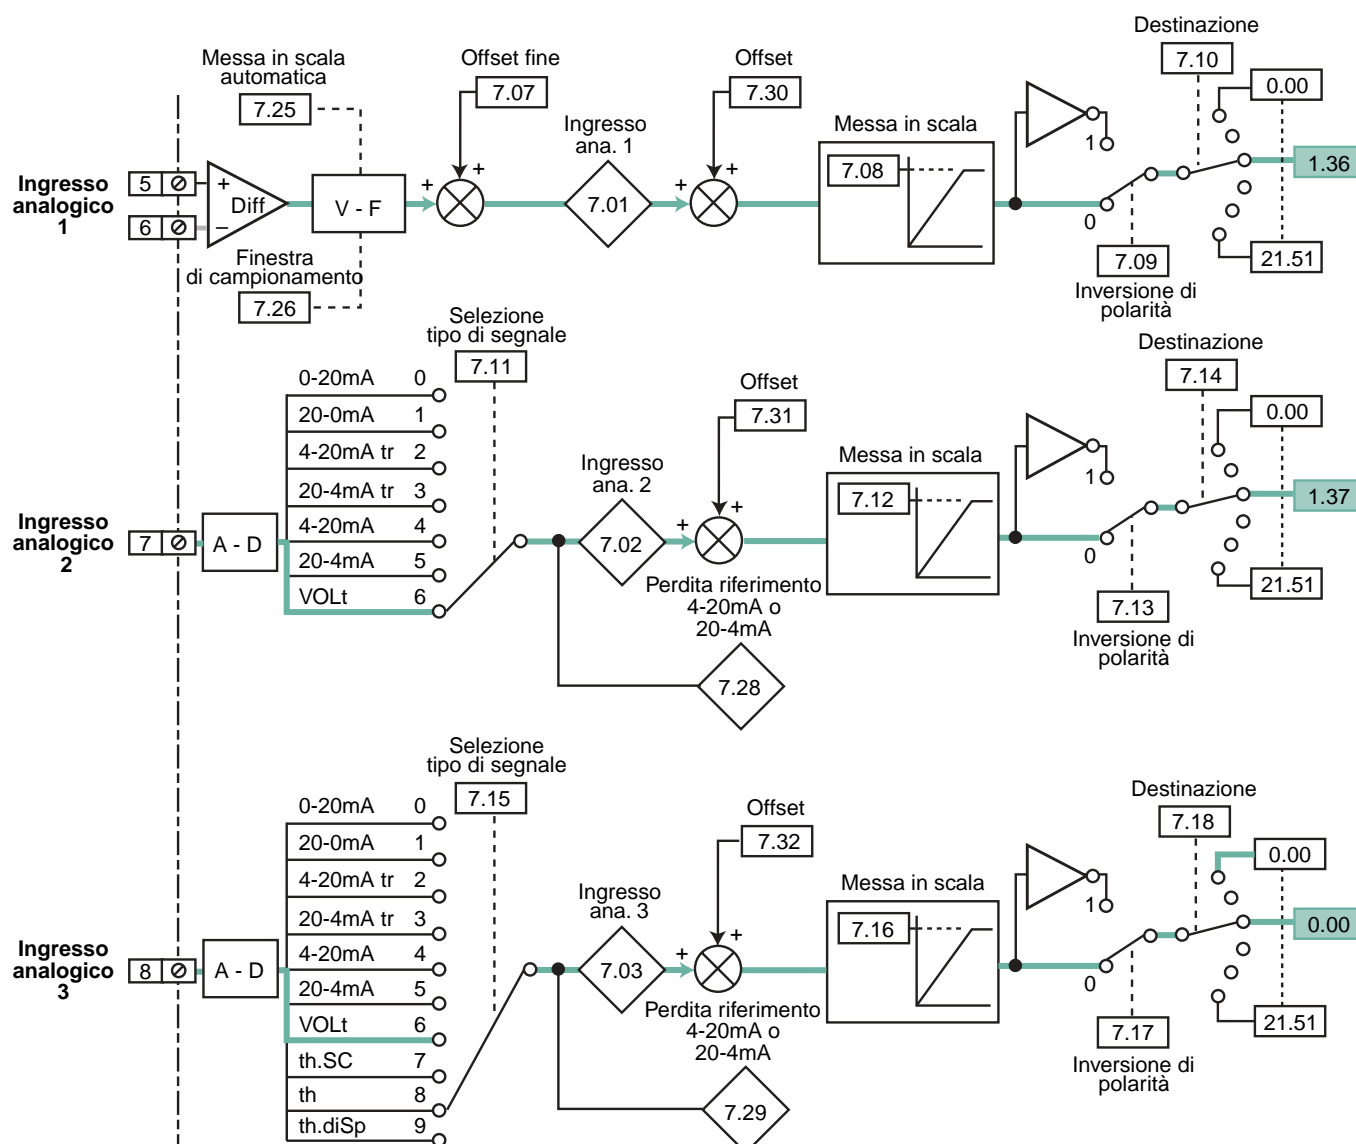 Messa in scala
automatica
7.25
Offset fine
7.07
Offset
7.30
Destinazione
7.10
0.00
Ingresso
ana. 1
Messa in scala
1
Ingresso
analogico
1
5
6
+
Diff
−
V - F
+
+
7.01
+
+
7.08
0
1.36
Finestra
di campionamento
7.26
7.09
Inversione di
polarità
21.51
Selezione
tipo di segnale
7.11
Destinazione
7.14
0-20mA 0
20-0mA 1
4-20mA tr 2
20-4mA tr 3
4-20mA 4
20-4mA 5
VOLt 6
Offset
7.31
0.00
Ingresso
ana. 2
Messa in scala
1
Ingresso
analogico
2
7
A - D
7.02
+
+
7.12
0
1.37
Perdita riferimento
4-20mA o
20-4mA
7.28
7.13
Inversione di
polarità
21.51
Selezione
tipo di segnale
7.15
Destinazione
7.18
0-20mA 0
20-0mA 1
4-20mA tr 2
20-4mA tr 3
4-20mA 4
20-4mA 5
VOLt 6
th.SC 7
th 8
th.diSp 9
Offset
7.32
0.00
Ingresso
ana. 3
Messa in scala
1
Ingresso
analogico
3
8
A - D
7.03
+
+
7.16
0
0.00
Perdita riferimento
4-20mA o
20-4mA
7.29
7.17
Inversione di
polarità
21.51